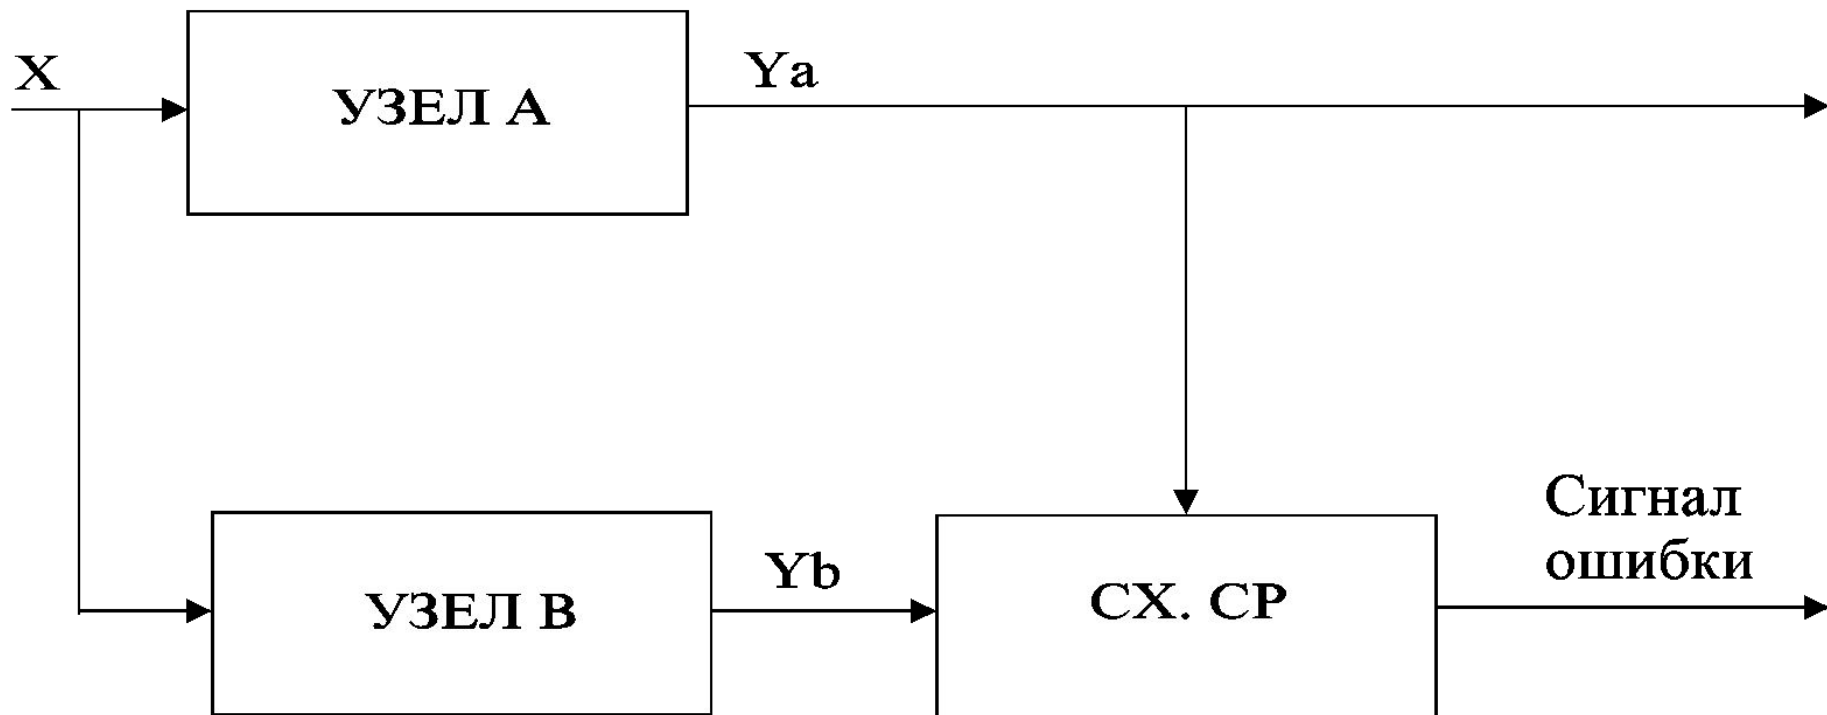 X
УЗЕЛ А
Ya
УЗЕЛ В
Yb
СХ. СР
Сигнал
ошибки